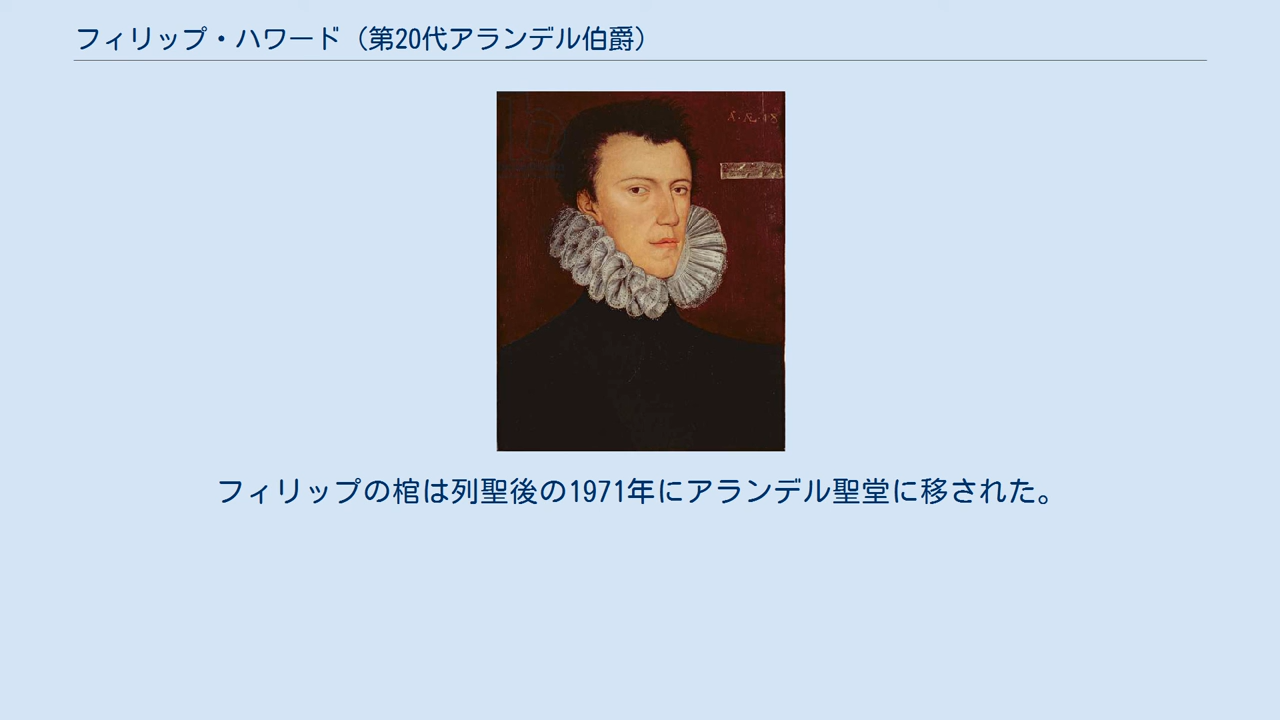 フィリップ・ハワード（第20代アランデル伯爵）
フィリップの棺は列聖後の1971年にアランデル聖堂に移された。